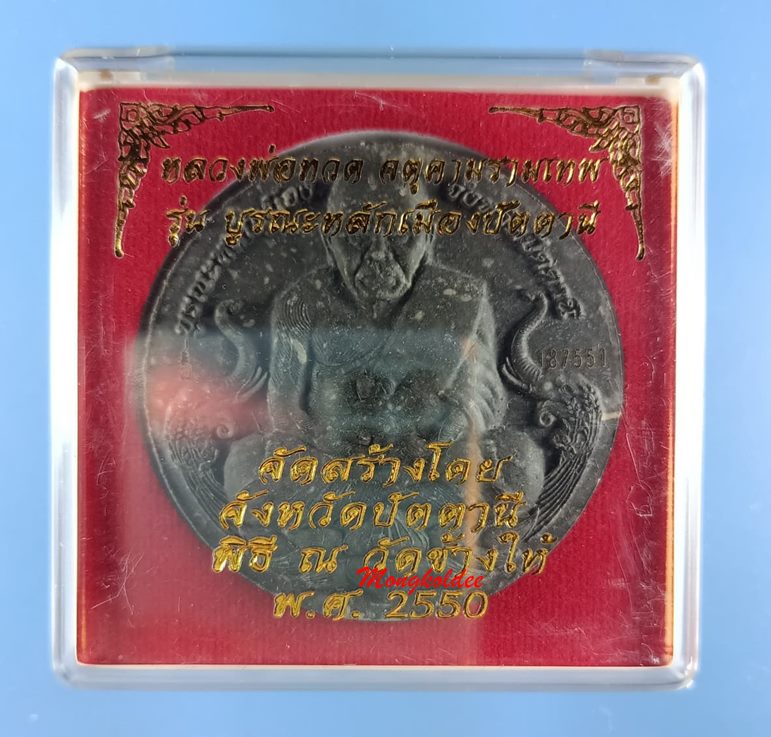 หลวงพ่อทวด จตุคามรามเทพ
รุ่น บูรณะหลักเมืองปัตตานี
187551
จัดสร้างโดย
จังหวัดปัตตานี
พิธี ณ วัดช้างให้
Mongkoldee
พ.ศ. 2550